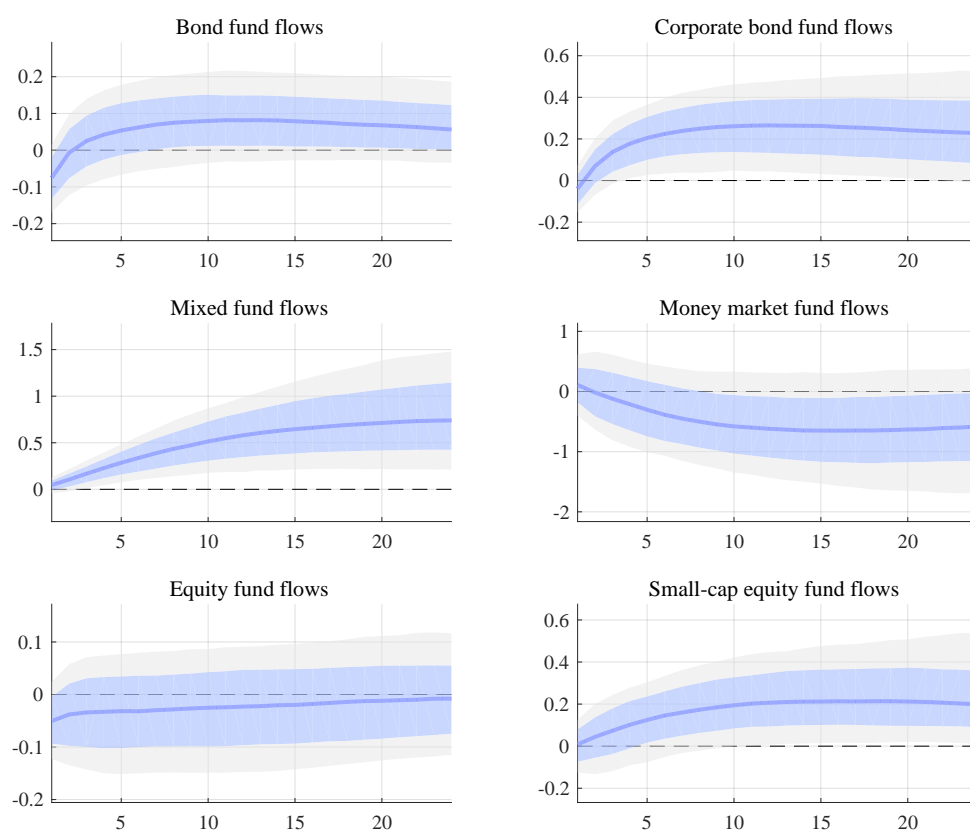 Bond fund flows
0.2
0.1
0
-0.1
-0.2
5 10 15 20
Corporate bond fund flows
0.6
0.4
0.2
0
-0.2
5 10 15 20
Mixed fund flows
1.5
1
0.5
0
5 10 15 20
Money market fund flows
1
0
-1
-2
5 10 15 20
Equity fund flows
0.1
0
-0.1
-0.2
5 10 15 20
Small-cap equity fund flows
0.6
0.4
0.2
0
-0.2
5 10 15 20